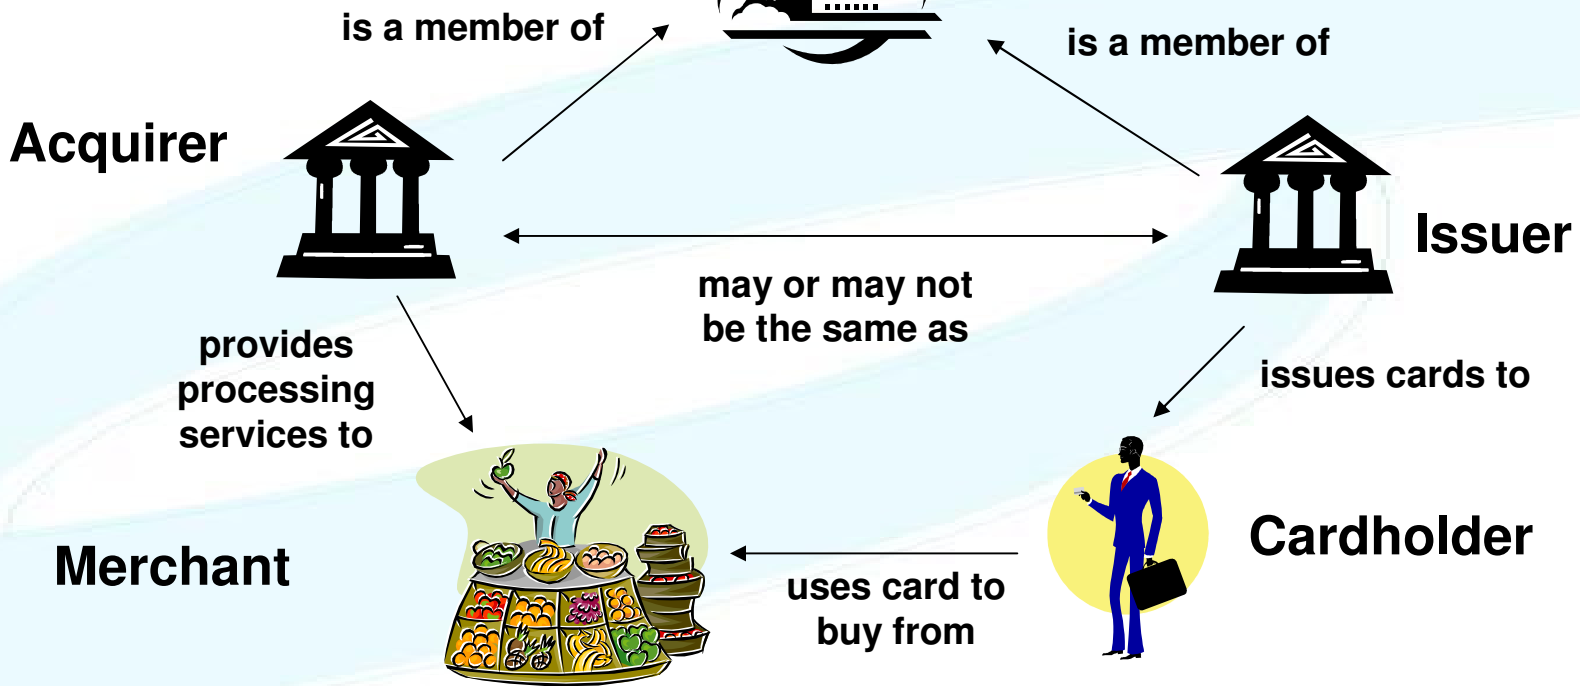 is a member of
is a member of
Acquirer
Issuer
may or may not
be the same as
provides
processing
services to
issues cards to
Merchant
Cardholder
uses card to
buy from